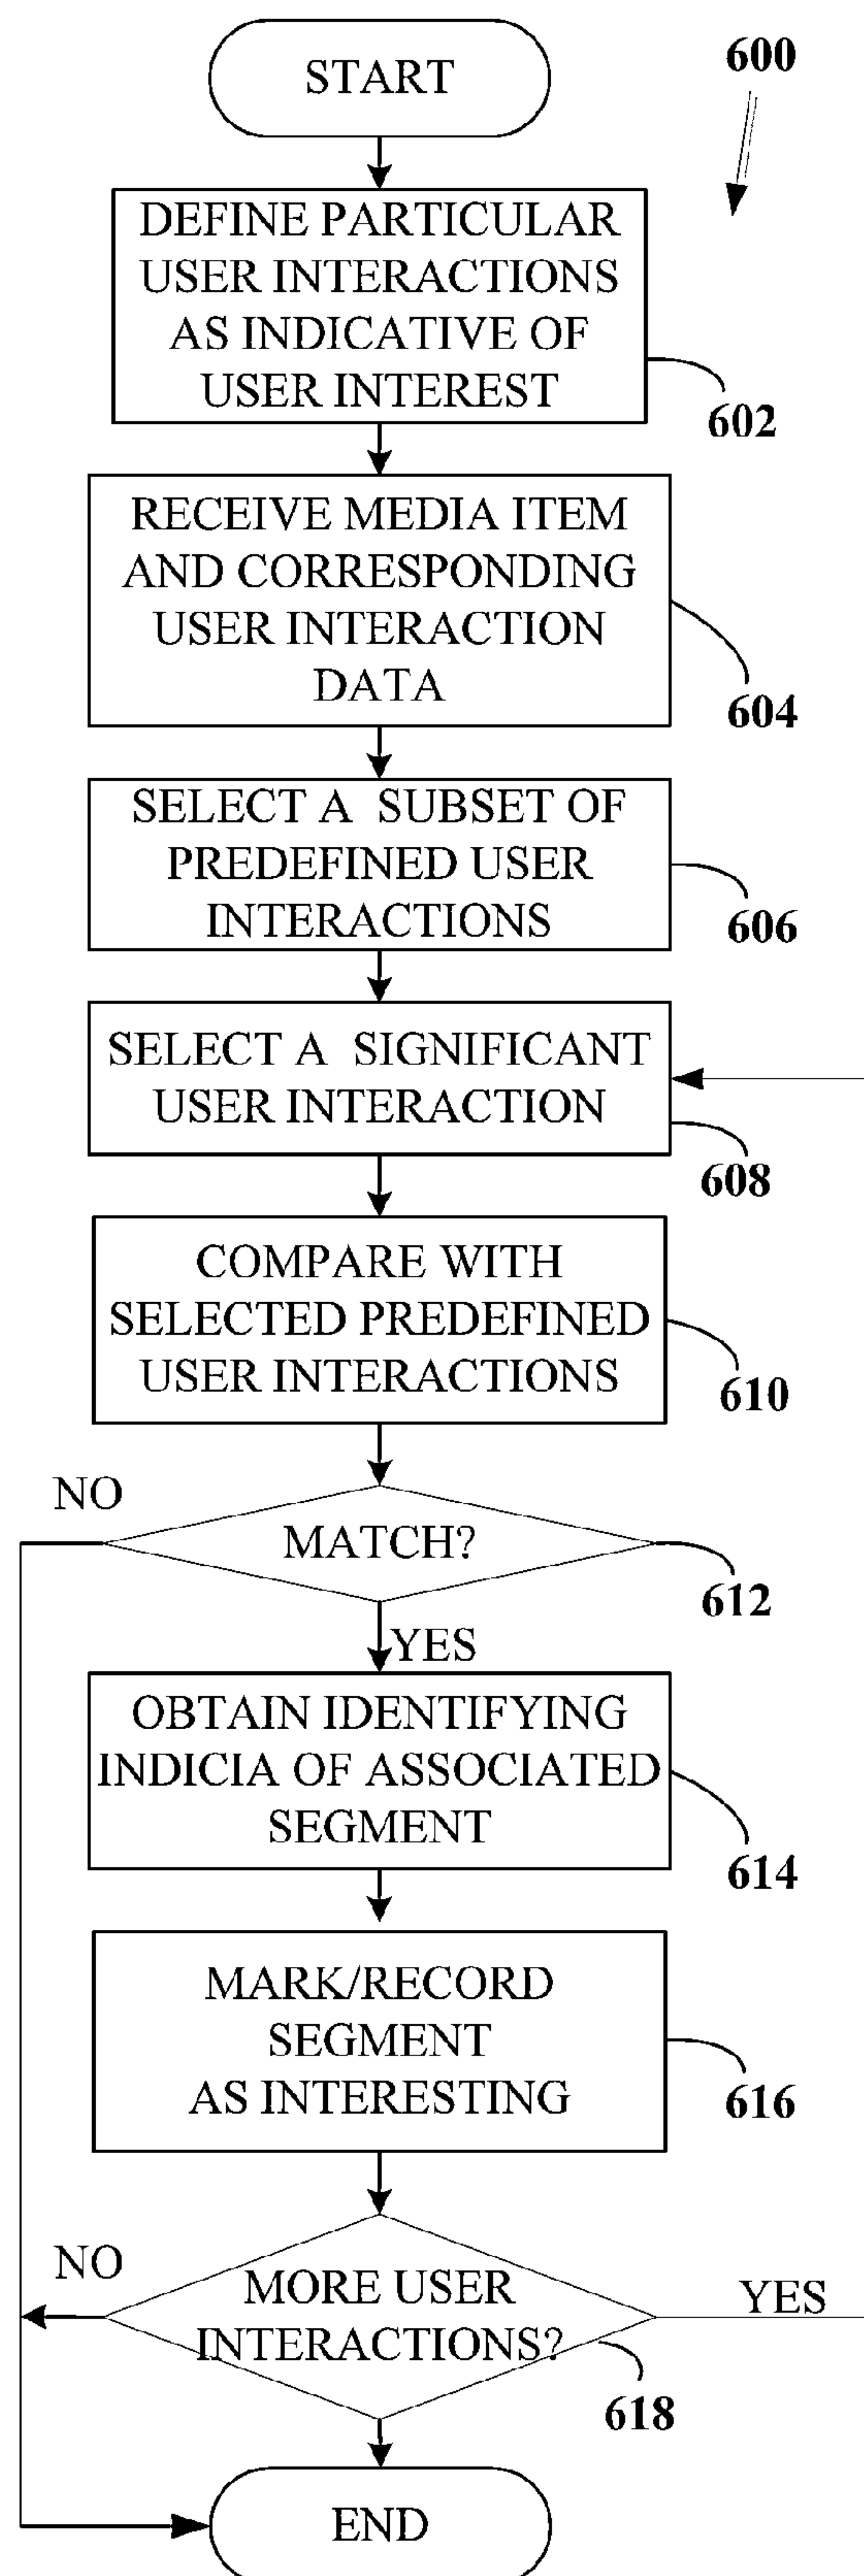 START
600
DEFINE PARTICULAR
USER INTERACTIONS
AS INDICATIVE OF
USER INTEREST
602
RECEIVE MEDIA ITEM
AND CORRESPONDING
USER INTERACTION
DATA
604
SELECT A SUBSET OF
PREDEFINED USER
INTERACTIONS
606
SELECT A SIGNIFICANT
USER INTERACTION
608
COMPARE WITH
SELECTED PREDEFINED
USER INTERACTIONS
610
NO
MATCH?
612
YES
OBTAIN IDENTIFYING
INDICIA OF ASSOCIATED
SEGMENT
614
MARK/RECORD
SEGMENT
AS INTERESTING
616
NO
MORE USER
INTERACTIONS?
YES
618
END